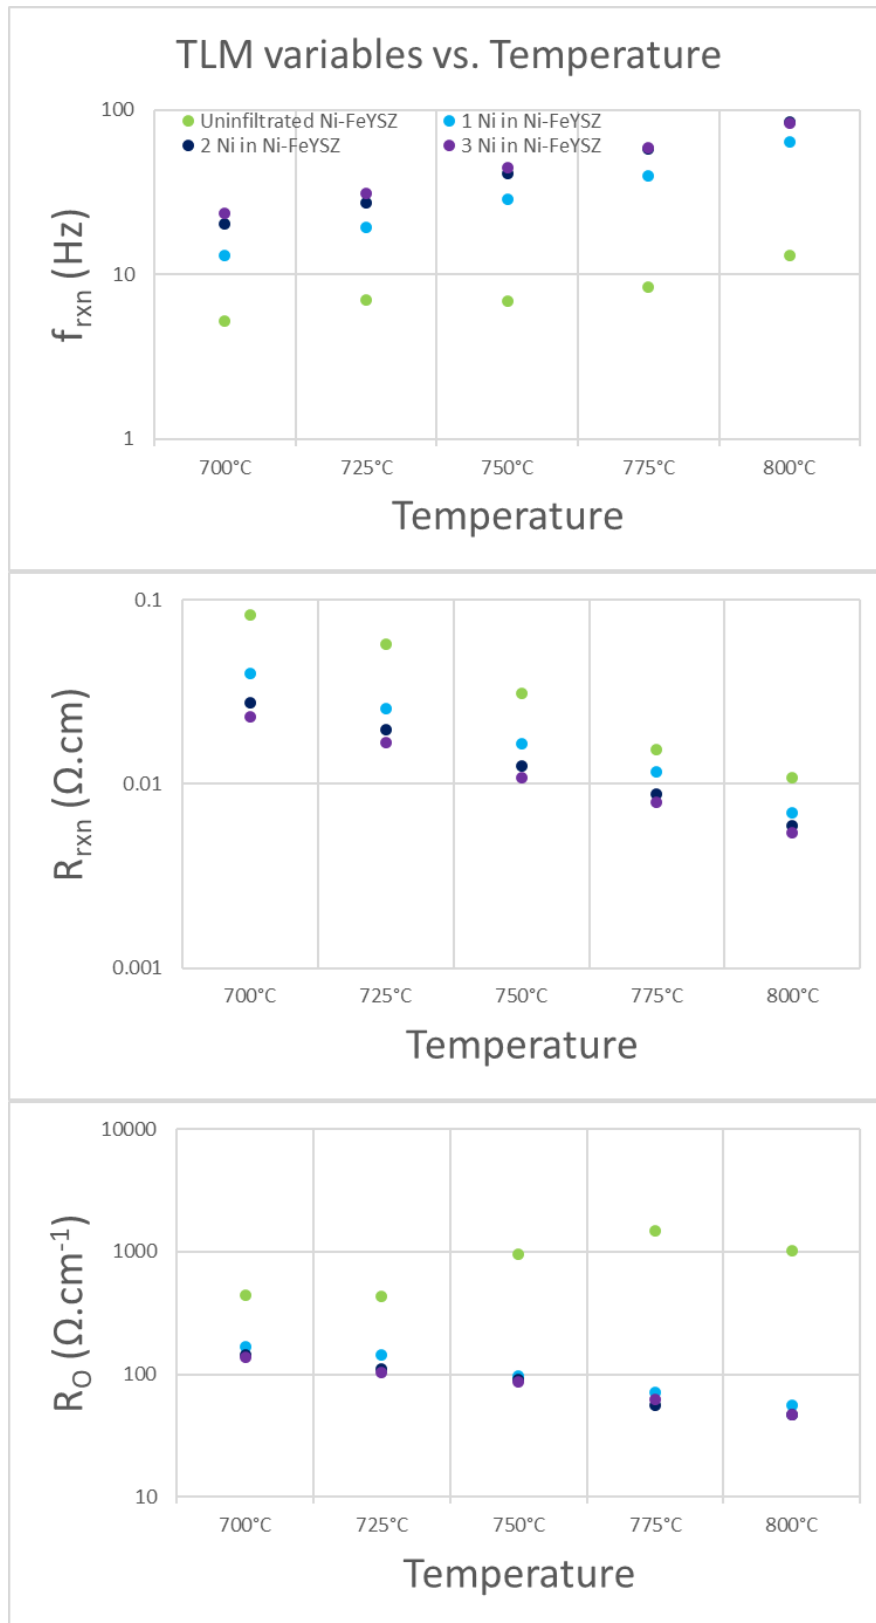 TLM variables vs. Temperature
100
Uninfiltrated Ni-FeYSZ 1 Ni in Ni-FeYSZ
2 Ni in Ni-FeYSZ 3 Ni in Ni-FeYSZ
f_rxn (Hz)
10
1
700°C 725°C 750°C 775°C 800°C
Temperature
0.1
R_rxn (Ω.cm)
0.01
0.001
700°C 725°C 750°C 775°C 800°C
Temperature
10000
1000
R_O (Ω.cm⁻¹)
100
10
700°C 725°C 750°C 775°C 800°C
Temperature